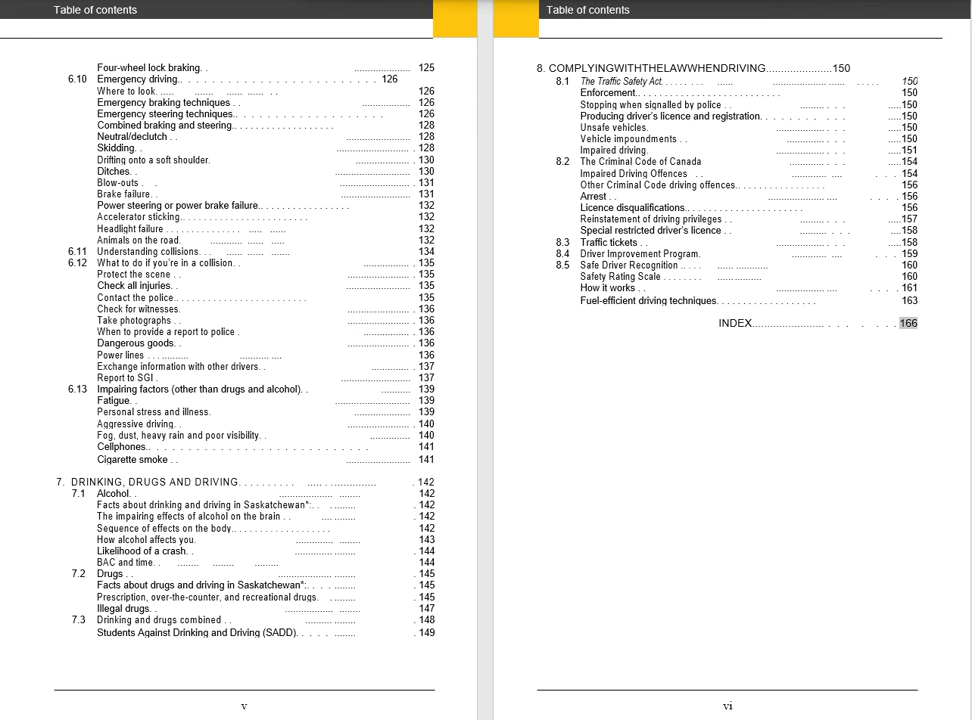 Table of contents
Four-wheel lock braking. . ..................... 125
6.10 Emergency driving.. . . . . . . . . . . . . . . . . . . . . . . . . . 126
Where to look. .... ....... ...... ..... . . 126
Emergency braking techniques . . .................. 126
Emergency steering techniques.. . . . . . . . . . . . . . . . . . . 126
Combined braking and steering.. . . . . . . . . . . . . . . . . . . 128
Neutral/declutch . . ........................ 128
Skidding. . ........................... . 128
Drifting onto a soft shoulder. .................... . 130
Ditches. . ............................ 130
Blow-outs . . .......................... . 131
Brake failure. . ........................ 131
Power steering or power brake failure.. . . . . . . . . . . . . . . . 132
Accelerator sticking.. . . . . . . . . . . . . . . . . . . . . . . 132
Headlight failure . . . . . . . . . . . . . . ..... ...... 132
Animals on the road. ............ ...... ..... ..... 132
6.11 Understanding collisions. . . ...... ...... ....... 134
6.12 What to do if you're in a collision. . ................. . 135
Protect the scene . . ....................... . 135
Check all injuries. . ........................ . 135
Contact the police.. . . . . . . . . . . . . . . . . . . . . . . . 135
Check for witnesses. ....................... . 136
Take photographs . . ....................... . 136
When to provide a report to police . ................. . 136
Dangerous goods. . ....................... . 136
Power lines . . . .......... ........... .... 136
Exchange information with other drivers. . ............. . 137
Report to SGI . .......................... 137
6.13 Impairing factors (other than drugs and alcohol). . ........... 139
Fatigue. . ............................ 139
Personal stress and illness. ..................... 139
Aggressive driving. . ...................... . 140
Fog, dust, heavy rain and poor visibility. . ............... 140
Cellphones.. . . . . . . . . . . . . . . . . . . . . . . . . . . . . 141
Cigarette smoke . . ........................ 141
7. DRINKING, DRUGS AND DRIVING. . . . . . . . . ..... . ............... . 142
7.1 Alcohol. . .................... ........ 142
Facts about drinking and driving in Saskatchewan*:. . . ........ . 142
The impairing effects of alcohol on the brain . . .... ........ . 142
Sequence of effects on the body.. . . . . . . . . . . . . . . . . . . 142
How alcohol affects you. ............... ........ 143
Likelihood of a crash. . .............. ........ . 144
BAC and time. . ........ ...... ........ ......... 144
7.2 Drugs . . .................... ........ . 145
Facts about drugs and driving in Saskatchewan*:. . . . ........ . 145
Prescription, over-the-counter, and recreational drugs. . ........ . 145
Illegal drugs. . ................... ........ 147
7.3 Drinking and drugs combined . . ........... ........ . 148
Students Against Drinking and Driving (SADD). . . . . ........ . 149
v
Table of contents
8. COMPLYINGWITHTHELAWWHENDRIVING.....................150
8.1 The Traffic Safety Act. . . . . . . . . ...... .................... .... ..... 150
Enforcement.. . . . . . . . . . . . . . . . . . . . . . . . . . 150
Stopping when signalled by police . . ......... . . . .....150
Producing driver's licence and registration. . . . . . . . . . . .....150
Unsafe vehicles. ................ . . . .....150
Vehicle impoundments . . ............. . . . .....150
Impaired driving. ................ . . . .....151
8.2 The Criminal Code of Canada ............ . . . .....154
Impaired Driving Offences . . ........... .... . . . 154
Other Criminal Code driving offences.. . . . . . . . . . . . . . . . 156
Arrest . . .................... .... . . . . 156
Licence disqualifications.. . . . . . . . . . . . . . . . . . . . . 156
Reinstatement of driving privileges . . ......... . . . .....157
Special restricted driver's licence . . ......... . . . .....158
8.3 Traffic tickets . . ................ . . . .....158
8.4 Driver Improvement Program. ............ .... . . . 159
8.5 Safe Driver Recognition . . . . ...... ............. 160
Safety Rating Scale . . . . . . . . ...... ............. 160
How it works . . .................. .... . . . . 161
Fuel-efficient driving techniques. . . . . . . . . . . . . . . . . 163
INDEX........................ . . . . . . . 166
vi